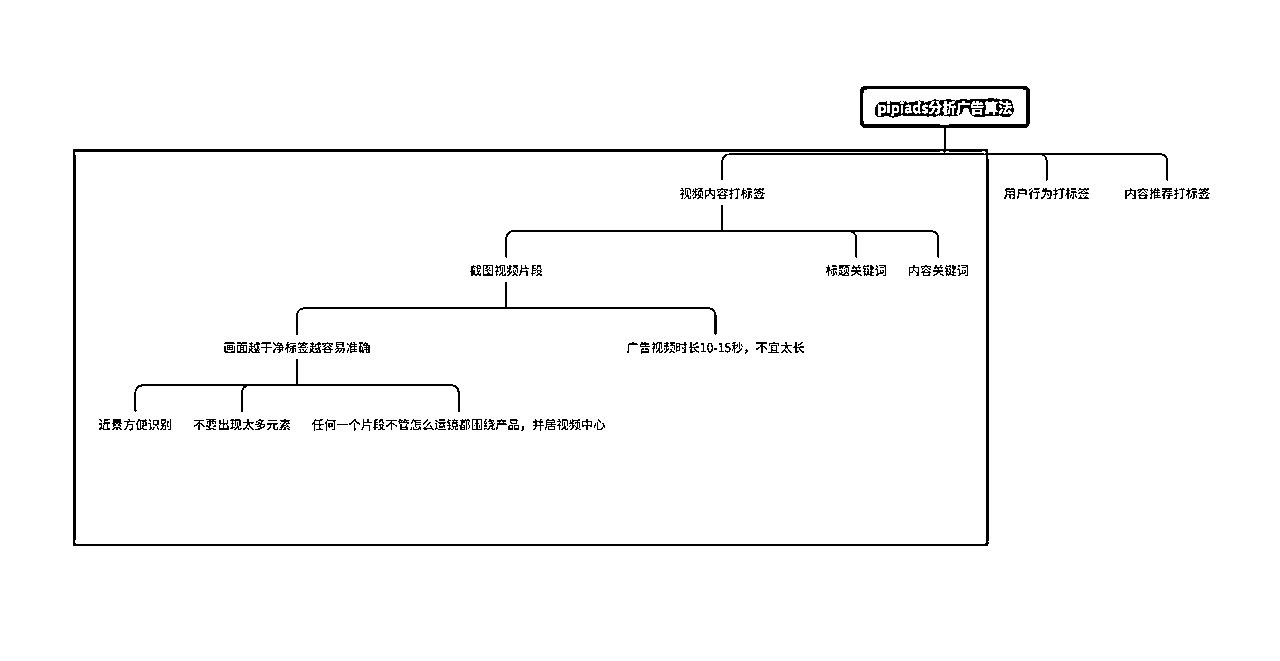 pipiads分析广告算法
视频内容打标签
用户行为打标签
内容推荐打标签
截图视频片段
标题关键词
内容关键词
画面越干净标签越容易准确
广告视频时长10-15秒，不宜太长
近景方便识别
不要出现太多元素
任何一个片段不管怎么运镜都围绕产品，并居视频中心